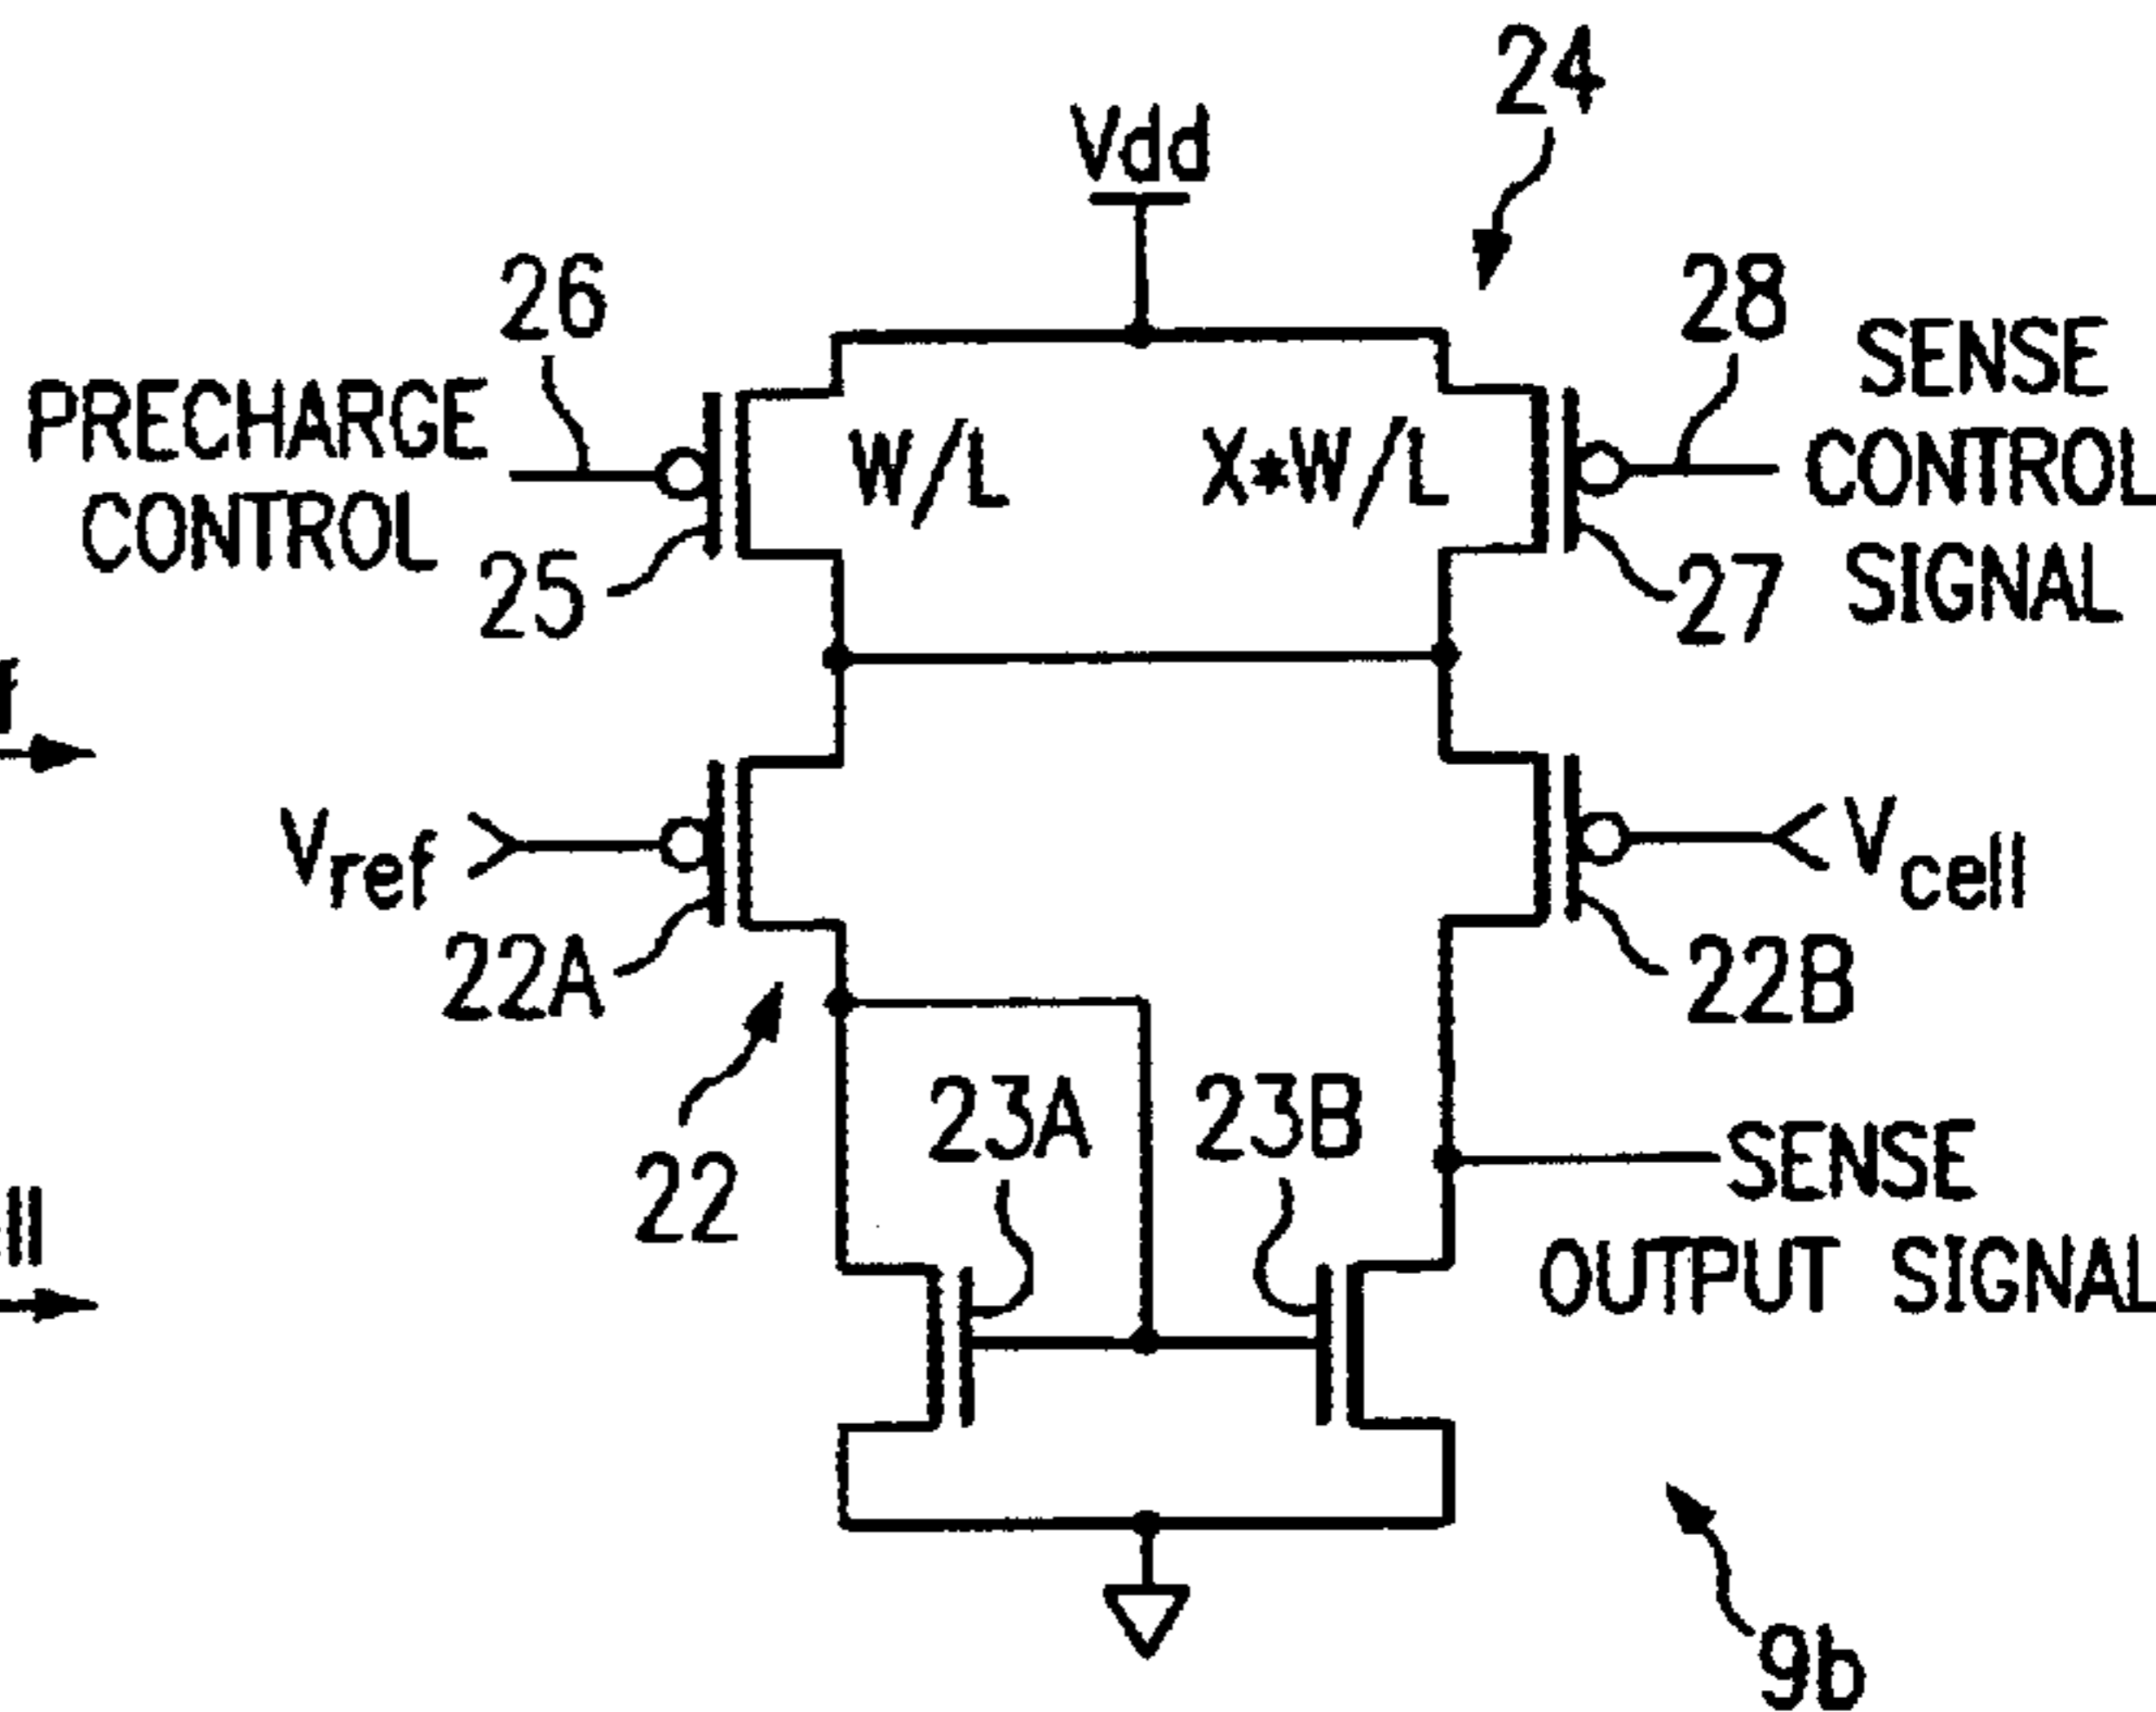 24
Vdd
26
28
SENSE
CONTROL
SIGNAL
PRECHARGE
CONTROL
W/L
X*W/L
25
27
f
Vref
Vcell
22A
22B
22
23A
23B
SENSE
OUTPUT SIGNAL
ll
9b